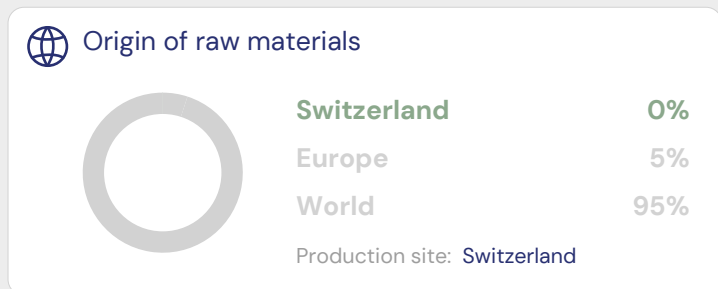 Origin of raw materials
Switzerland 0%
Europe 5%
World 95%
Production site: Switzerland